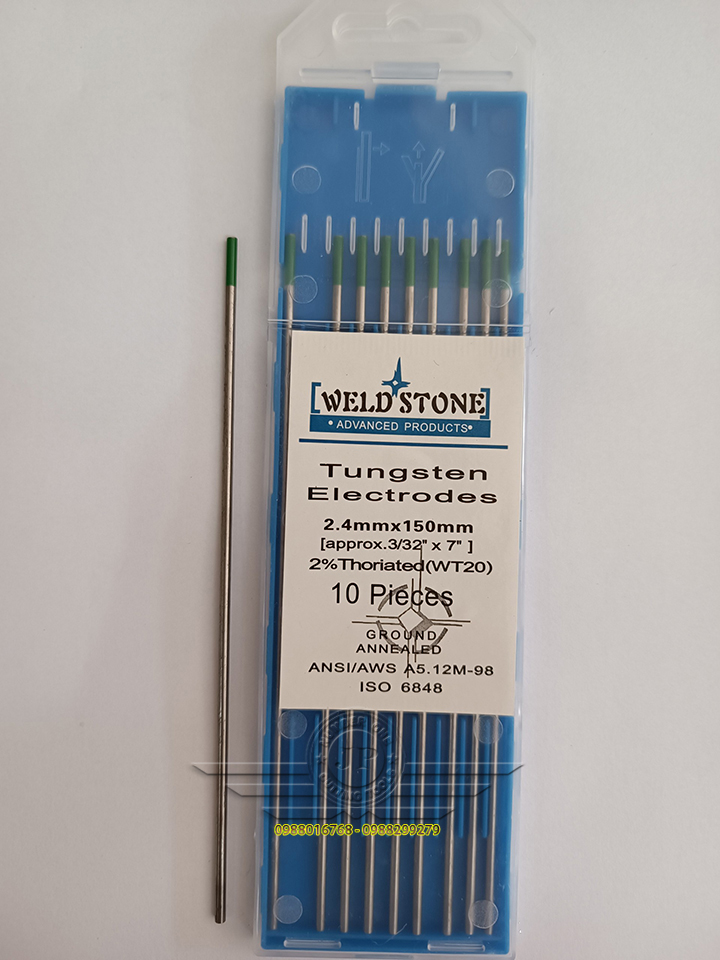 [WELD STONE]
• ADVANCED PRODUCTS•
Tungsten
Electrodes
2.4mmx150mm
[approx.3/32" x 7" ]
2%Thoriated(WT20)
10 Pieces
GROUND
ANNEALED
ANSI/AWS A5.12M-98
ISO 6848
0988016768 - 0988299279